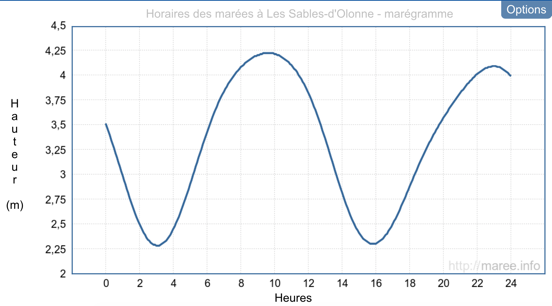 Options
Horaires des marées à Les Sables-d'Olonne - marégramme
4,5
4,25
4
3,75
3,5
3,25
3
2,75
2,5
2,25
2
Hauteur
(m)
http://maree.info
0 2 4 6 8 10 12 14 16 18 20 22 24
Heures